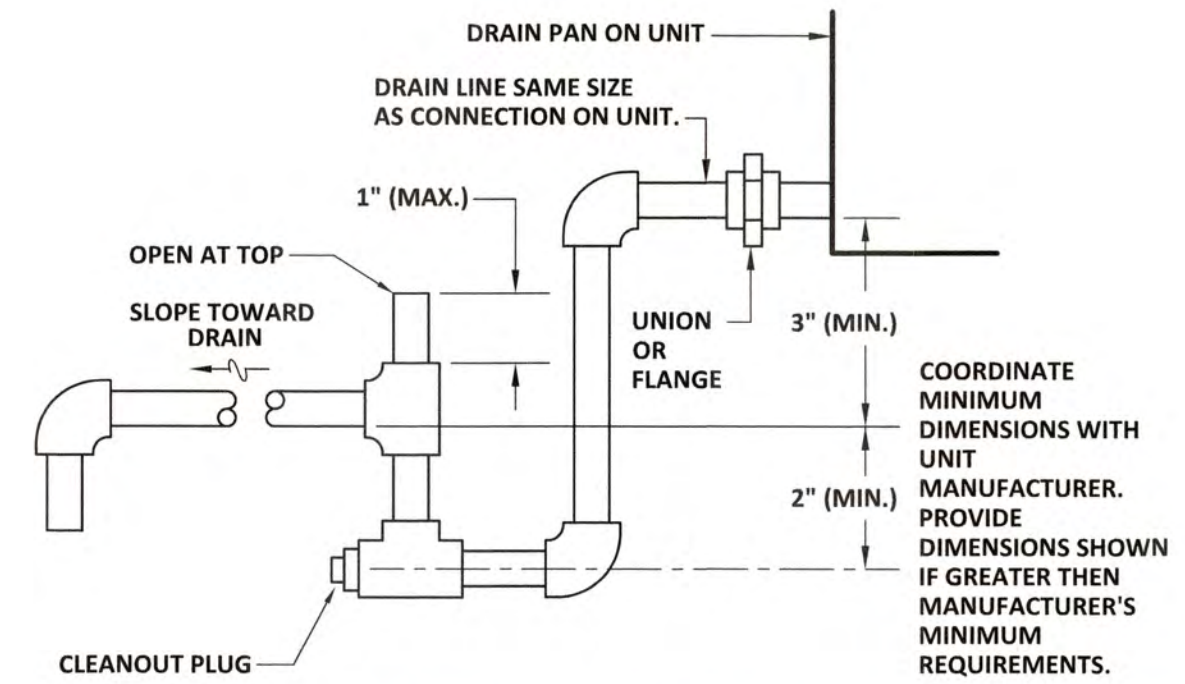 DRAIN PAN ON UNIT
DRAIN LINE SAME SIZE
AS CONNECTION ON UNIT.
1" (MAX.)
OPEN AT TOP
SLOPE TOWARD
DRAIN
UNION
OR
FLANGE
3" (MIN.)
2" (MIN.)
COORDINATE
MINIMUM
DIMENSIONS WITH
UNIT
MANUFACTURER.
PROVIDE
DIMENSIONS SHOWN
IF GREATER THEN
MANUFACTURER'S
MINIMUM
REQUIREMENTS.
CLEANOUT PLUG